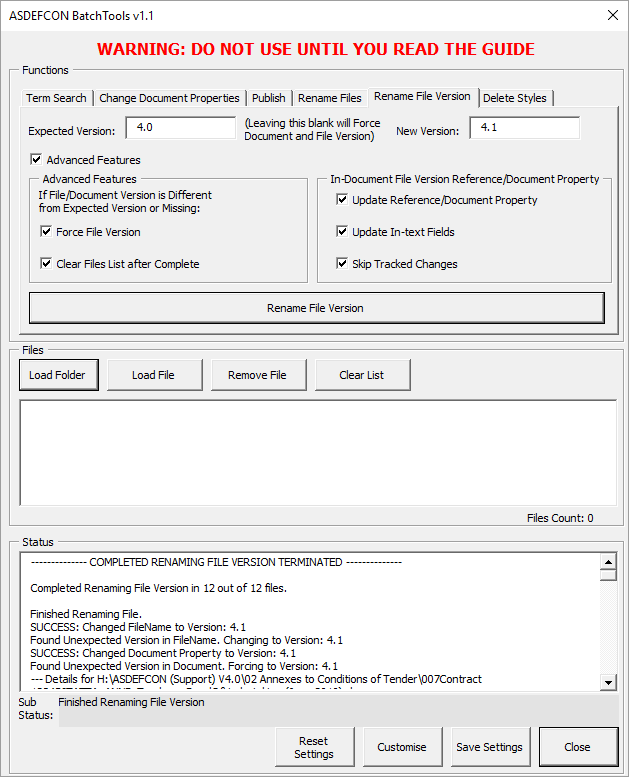 ASDEFCON BatchTools v1.1
WARNING: DO NOT USE UNTIL YOU READ THE GUIDE
Functions
Term Search
Change Document Properties
Publish
Rename Files
Rename File Version
Delete Styles
Expected Version:
4.0
(Leaving this blank will Force
Document and File Version)
New Version:
4.1
Advanced Features
Advanced Features
If File/Document Version is Different
from Expected Version or Missing:
Force File Version
Clear Files List after Complete
In-Document File Version Reference/Document Property
Update Reference/Document Property
Update In-text Fields
Skip Tracked Changes
Rename File Version
Files
Load Folder
Load File
Remove File
Clear List
Files Count: 0
Status
-------------- COMPLETED RENAMING FILE VERSION TERMINATED --------------
Completed Renaming File Version in 12 out of 12 files.
Finished Renaming File.
SUCCESS: Changed FileName to Version: 4.1
Found Unexpected Version in FileName. Changing to Version: 4.1
SUCCESS: Changed Document Property to Version: 4.1
Found Unexpected Version in Document. Forcing to Version: 4.1
--- Details for H:\ASDEFCON (Support) V4.0\02 Annexes to Conditions of Tender\007Contract
Sub
Status:
Finished Renaming File Version
Reset
Settings
Customise
Save Settings
Close